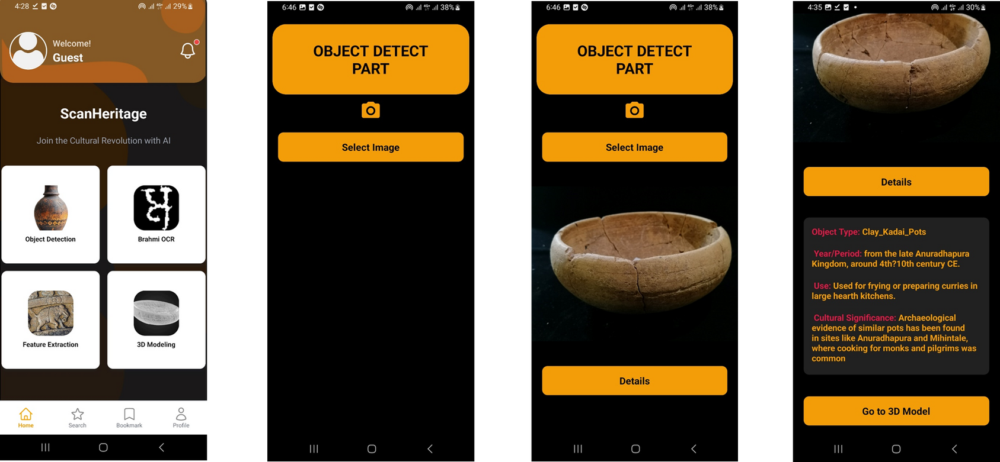 4:28
4G+
29%
Welcome!
Guest
ScanHeritage
Join the Cultural Revolution with AI
Object Detection
Brahmi OCR
Feature Extraction
3D Modeling
Home
Search
Bookmark
Profile
6:46
4G+
38%
OBJECT DETECT
PART
Select Image
6:46
4G+
38%
OBJECT DETECT
PART
Select Image
Details
4:35
4G+
30%
Details
Object Type: Clay_Kadai_Pots
Year/Period: from the late Anuradhapura
Kingdom, around 4th?10th century CE.
Use: Used for frying or preparing curries in
large hearth kitchens.
Cultural Significance: Archaeological
evidence of similar pots has been found
in sites like Anuradhapura and Mihintale,
where cooking for monks and pilgrims was
common
Go to 3D Model